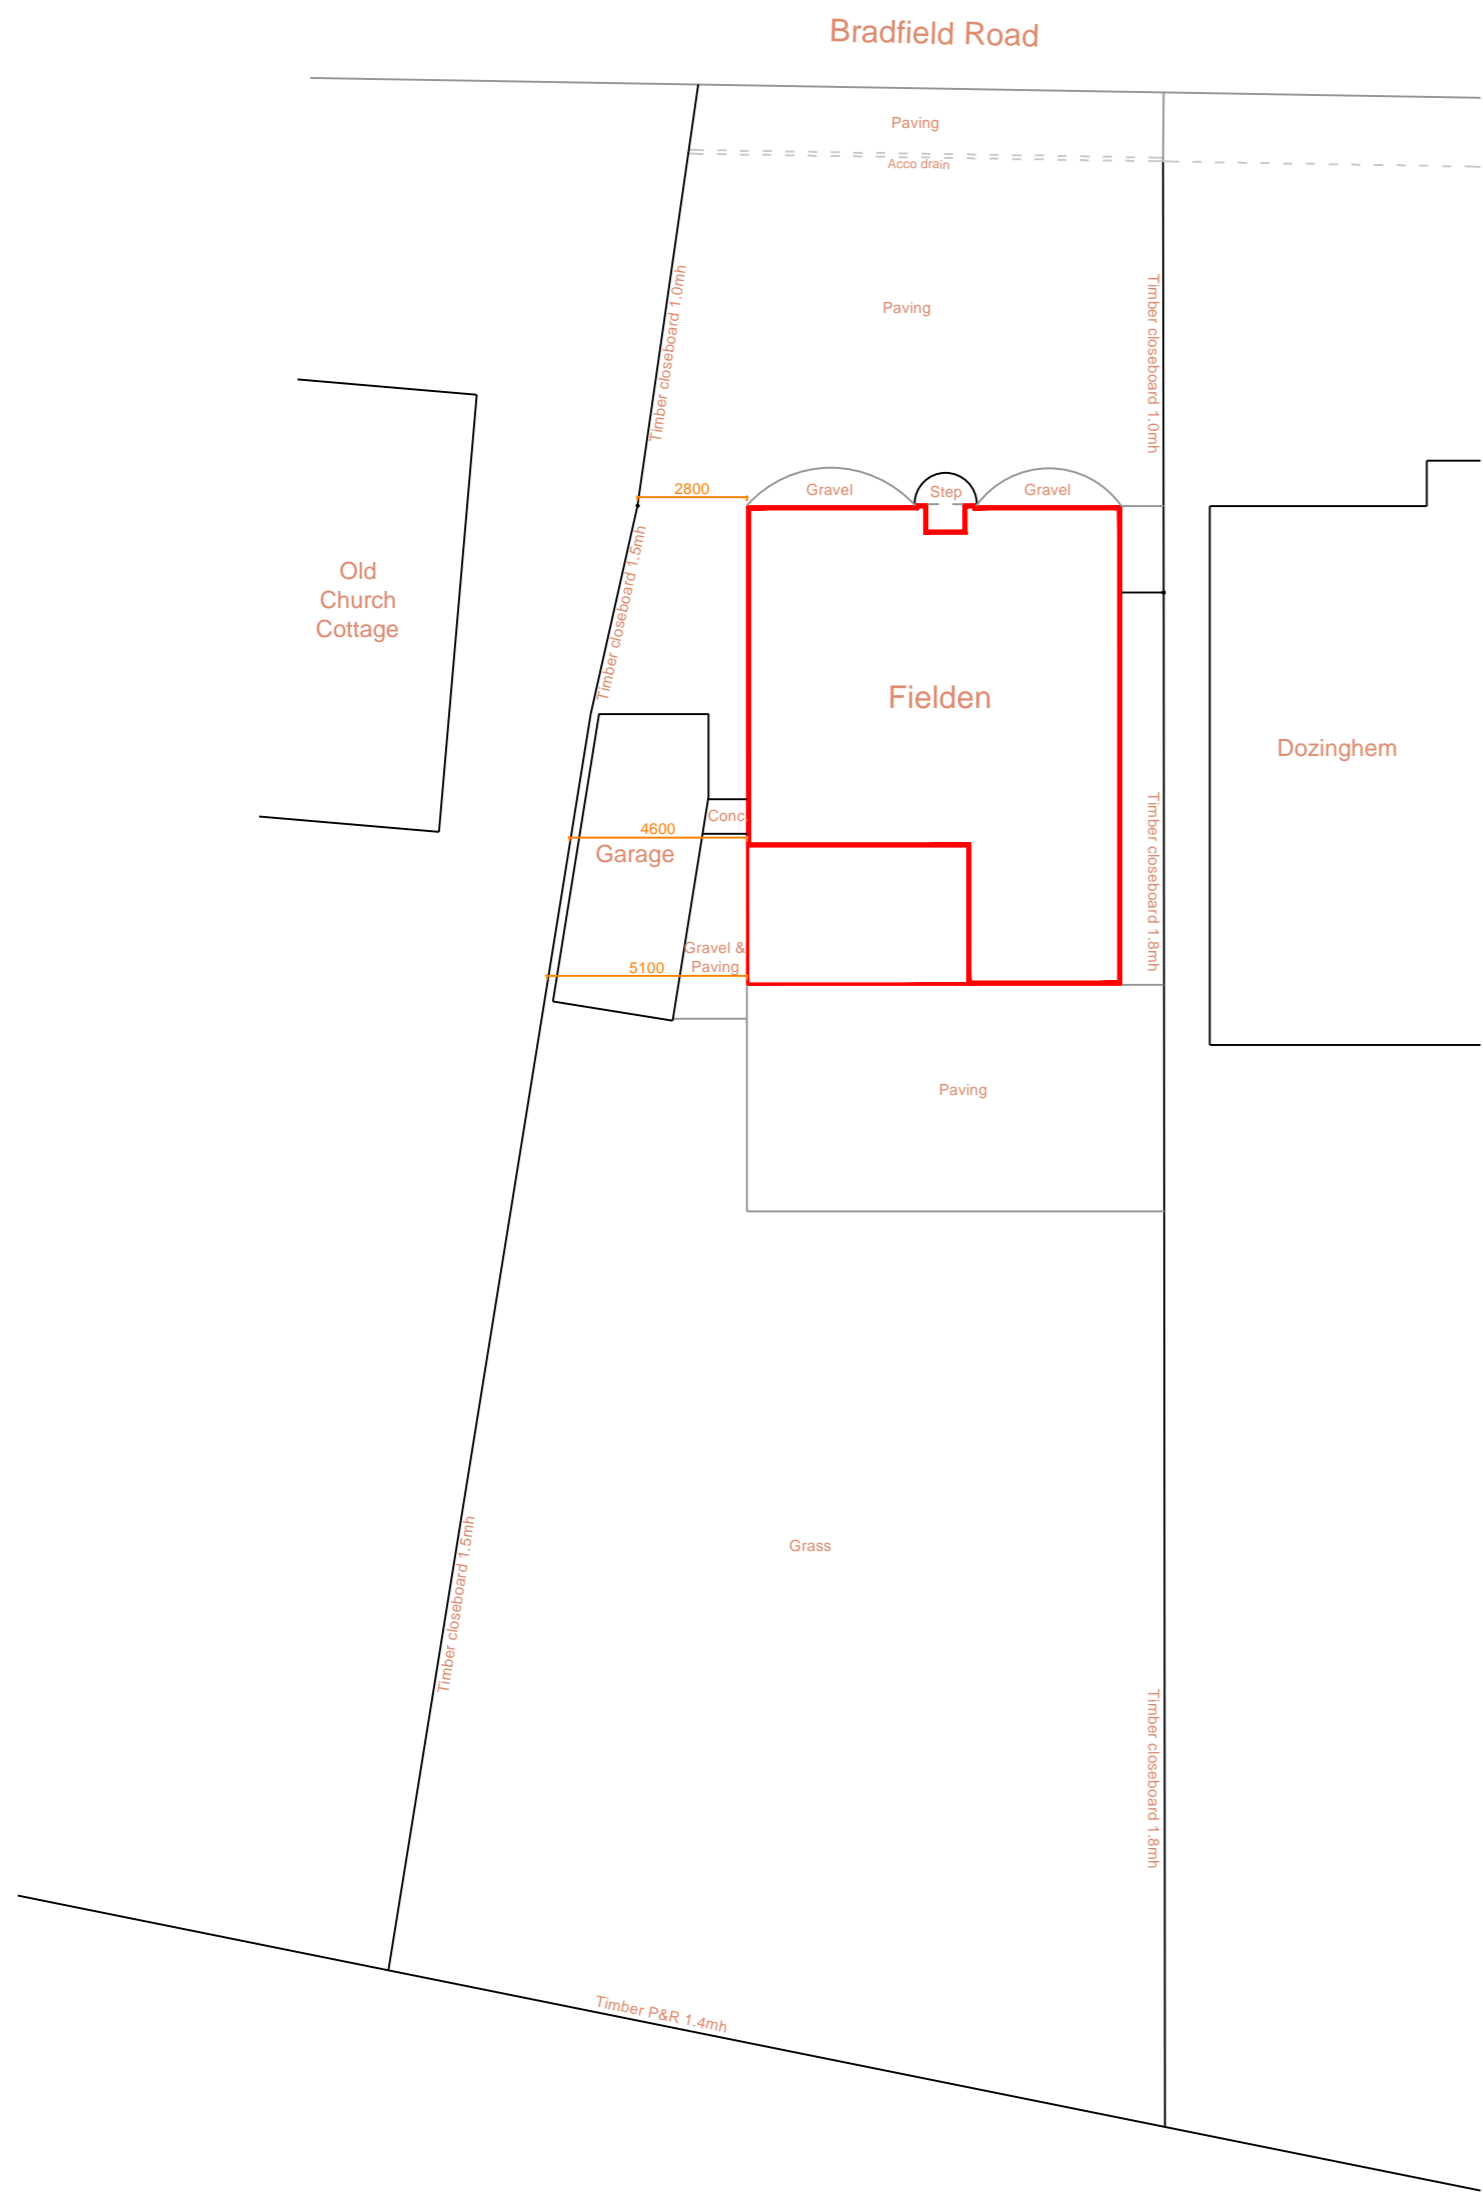 Bradfield Road
Paving
Acco drain
Timber closeboard 1.0mh
Paving
Timber closeboard 1.0mh
2800
Gravel
Step
Gravel
Timber closeboard 1.5mh
Old
Church
Cottage
Fielden
Dozinghem
Conc.
4600
Garage
Timber closeboard 1.8mh
Gravel &
Paving
5100
Paving
Grass
Timber closeboard 1.5mh
Timber closeboard 1.8mh
Timber P&R 1.4mh